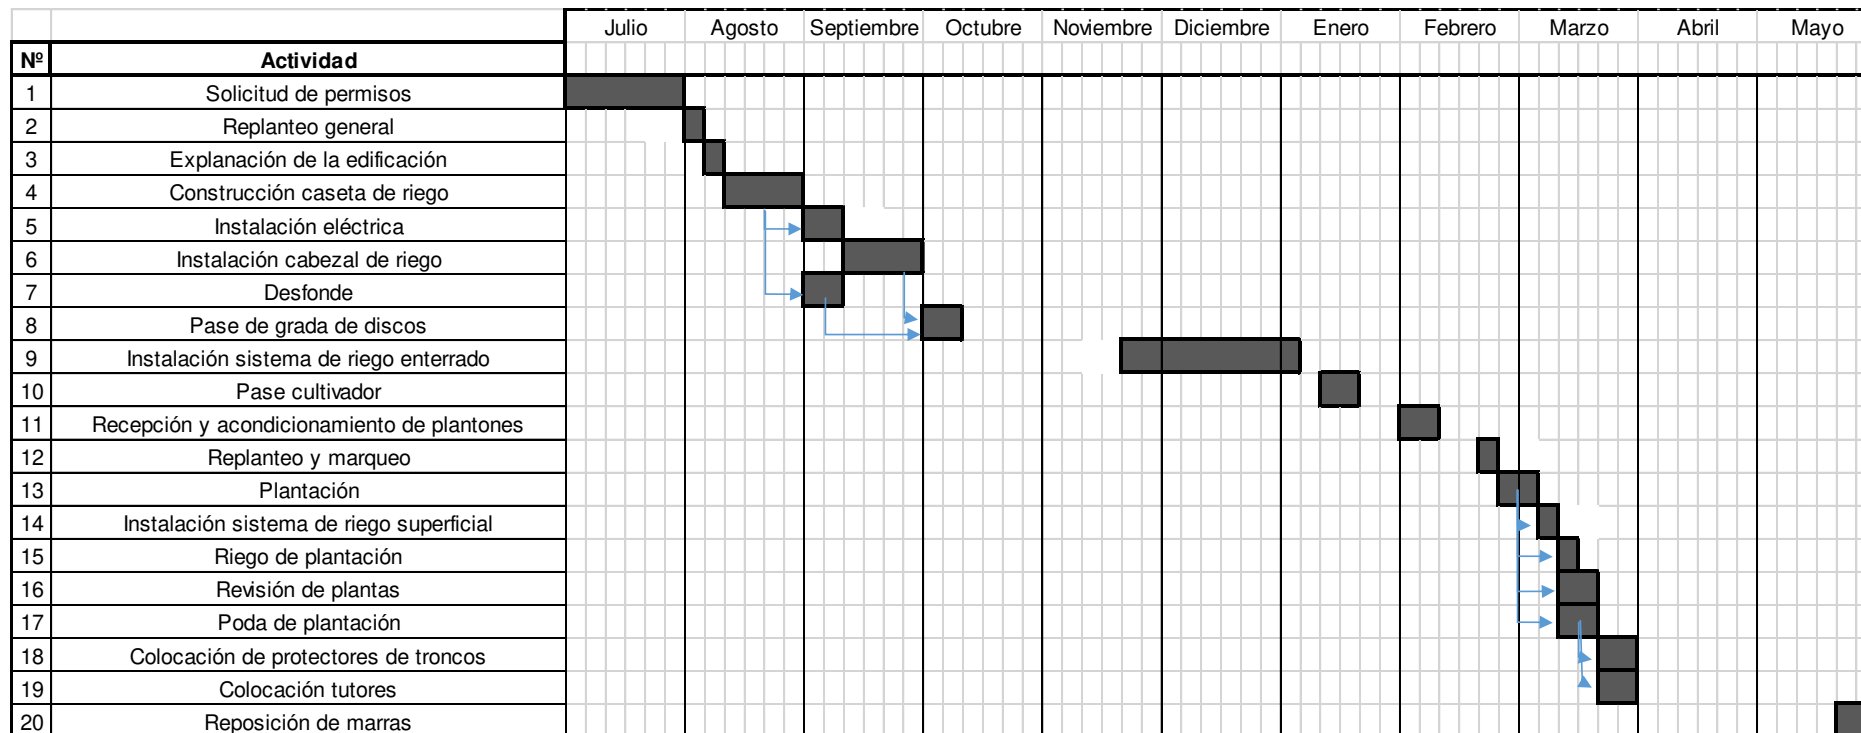 Julio Agosto Septiembre Octubre Noviembre Diciembre Enero Febrero Marzo Abril Mayo
Nº Actividad
1 Solicitud de permisos
2 Replanteo general
3 Explanación de la edificación
4 Construcción caseta de riego
5 Instalación eléctrica
6 Instalación cabezal de riego
7 Desfonde
8 Pase de grada de discos
9 Instalación sistema de riego enterrado
10 Pase cultivador
11 Recepción y acondicionamiento de plantones
12 Replanteo y marqueo
13 Plantación
14 Instalación sistema de riego superficial
15 Riego de plantación
16 Revisión de plantas
17 Poda de plantación
18 Colocación de protectores de troncos
19 Colocación tutores
20 Reposición de marras